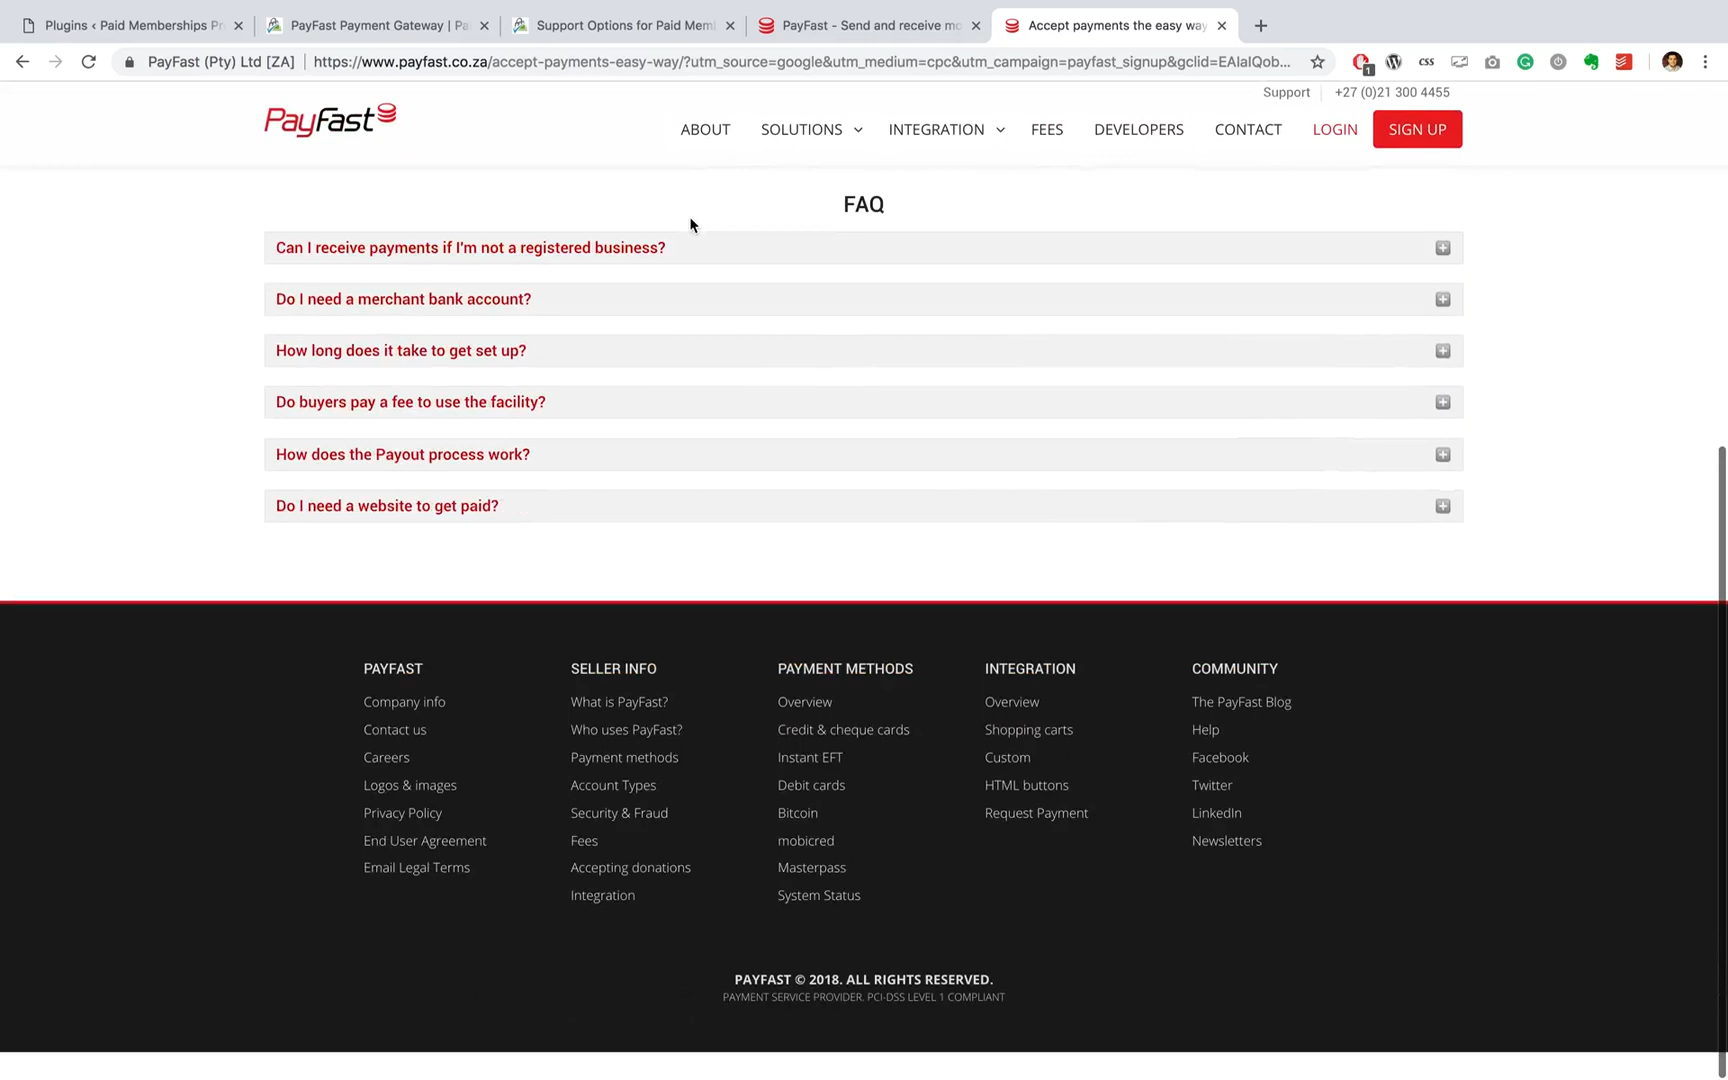 Plugins ‹ Paid Memberships Pr
PayFast Payment Gateway | Pa
Support Options for Paid Mem
PayFast - Send and receive mo
Accept payments the easy way
PayFast (Pty) Ltd [ZA] https://www.payfast.co.za/accept-payments-easy-way/?utm_source=google&utm_medium=cpc&utm_campaign=payfast_signup&gclid=EAIaIQob...
1
css
Support +27 (0)21 300 4455
PayFast
ABOUT SOLUTIONS INTEGRATION FEES DEVELOPERS CONTACT LOGIN SIGN UP
FAQ
Can I receive payments if I'm not a registered business?
Do I need a merchant bank account?
How long does it take to get set up?
Do buyers pay a fee to use the facility?
How does the Payout process work?
Do I need a website to get paid?
PAYFAST
Company info
Contact us
Careers
Logos & images
Privacy Policy
End User Agreement
Email Legal Terms
SELLER INFO
What is PayFast?
Who uses PayFast?
Payment methods
Account Types
Security & Fraud
Fees
Accepting donations
Integration
PAYMENT METHODS
Overview
Credit & cheque cards
Instant EFT
Debit cards
Bitcoin
mobicred
Masterpass
System Status
INTEGRATION
Overview
Shopping carts
Custom
HTML buttons
Request Payment
COMMUNITY
The PayFast Blog
Help
Facebook
Twitter
LinkedIn
Newsletters
PAYFAST © 2018. ALL RIGHTS RESERVED.
PAYMENT SERVICE PROVIDER. PCI-DSS LEVEL 1 COMPLIANT